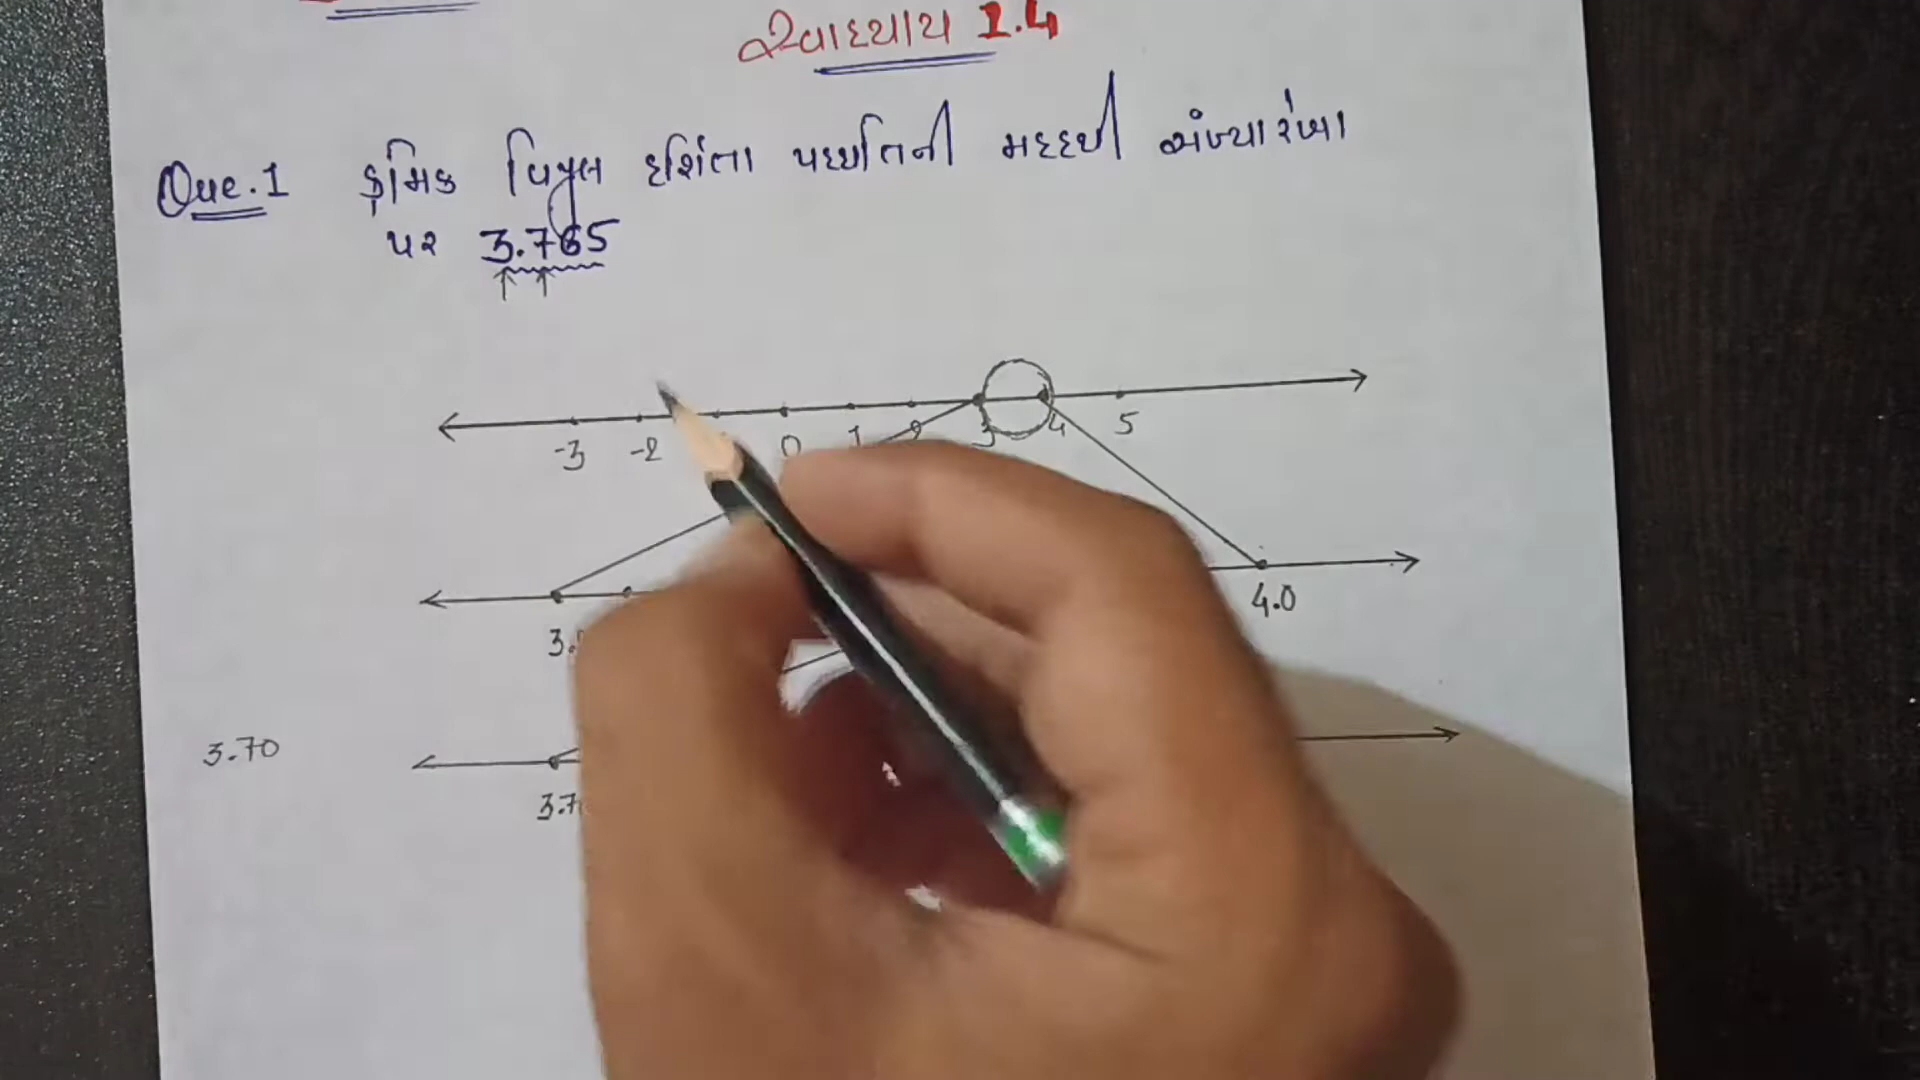 સ્વાધ્યાય 1.4
Que.1 ક્રમિક વિપુલ દર્શિતા પધ્ધતિની મદદથી સંખ્યારેખા
પર 3.765
-3 -2 0 1 2 3 4 5
4.0
3.70